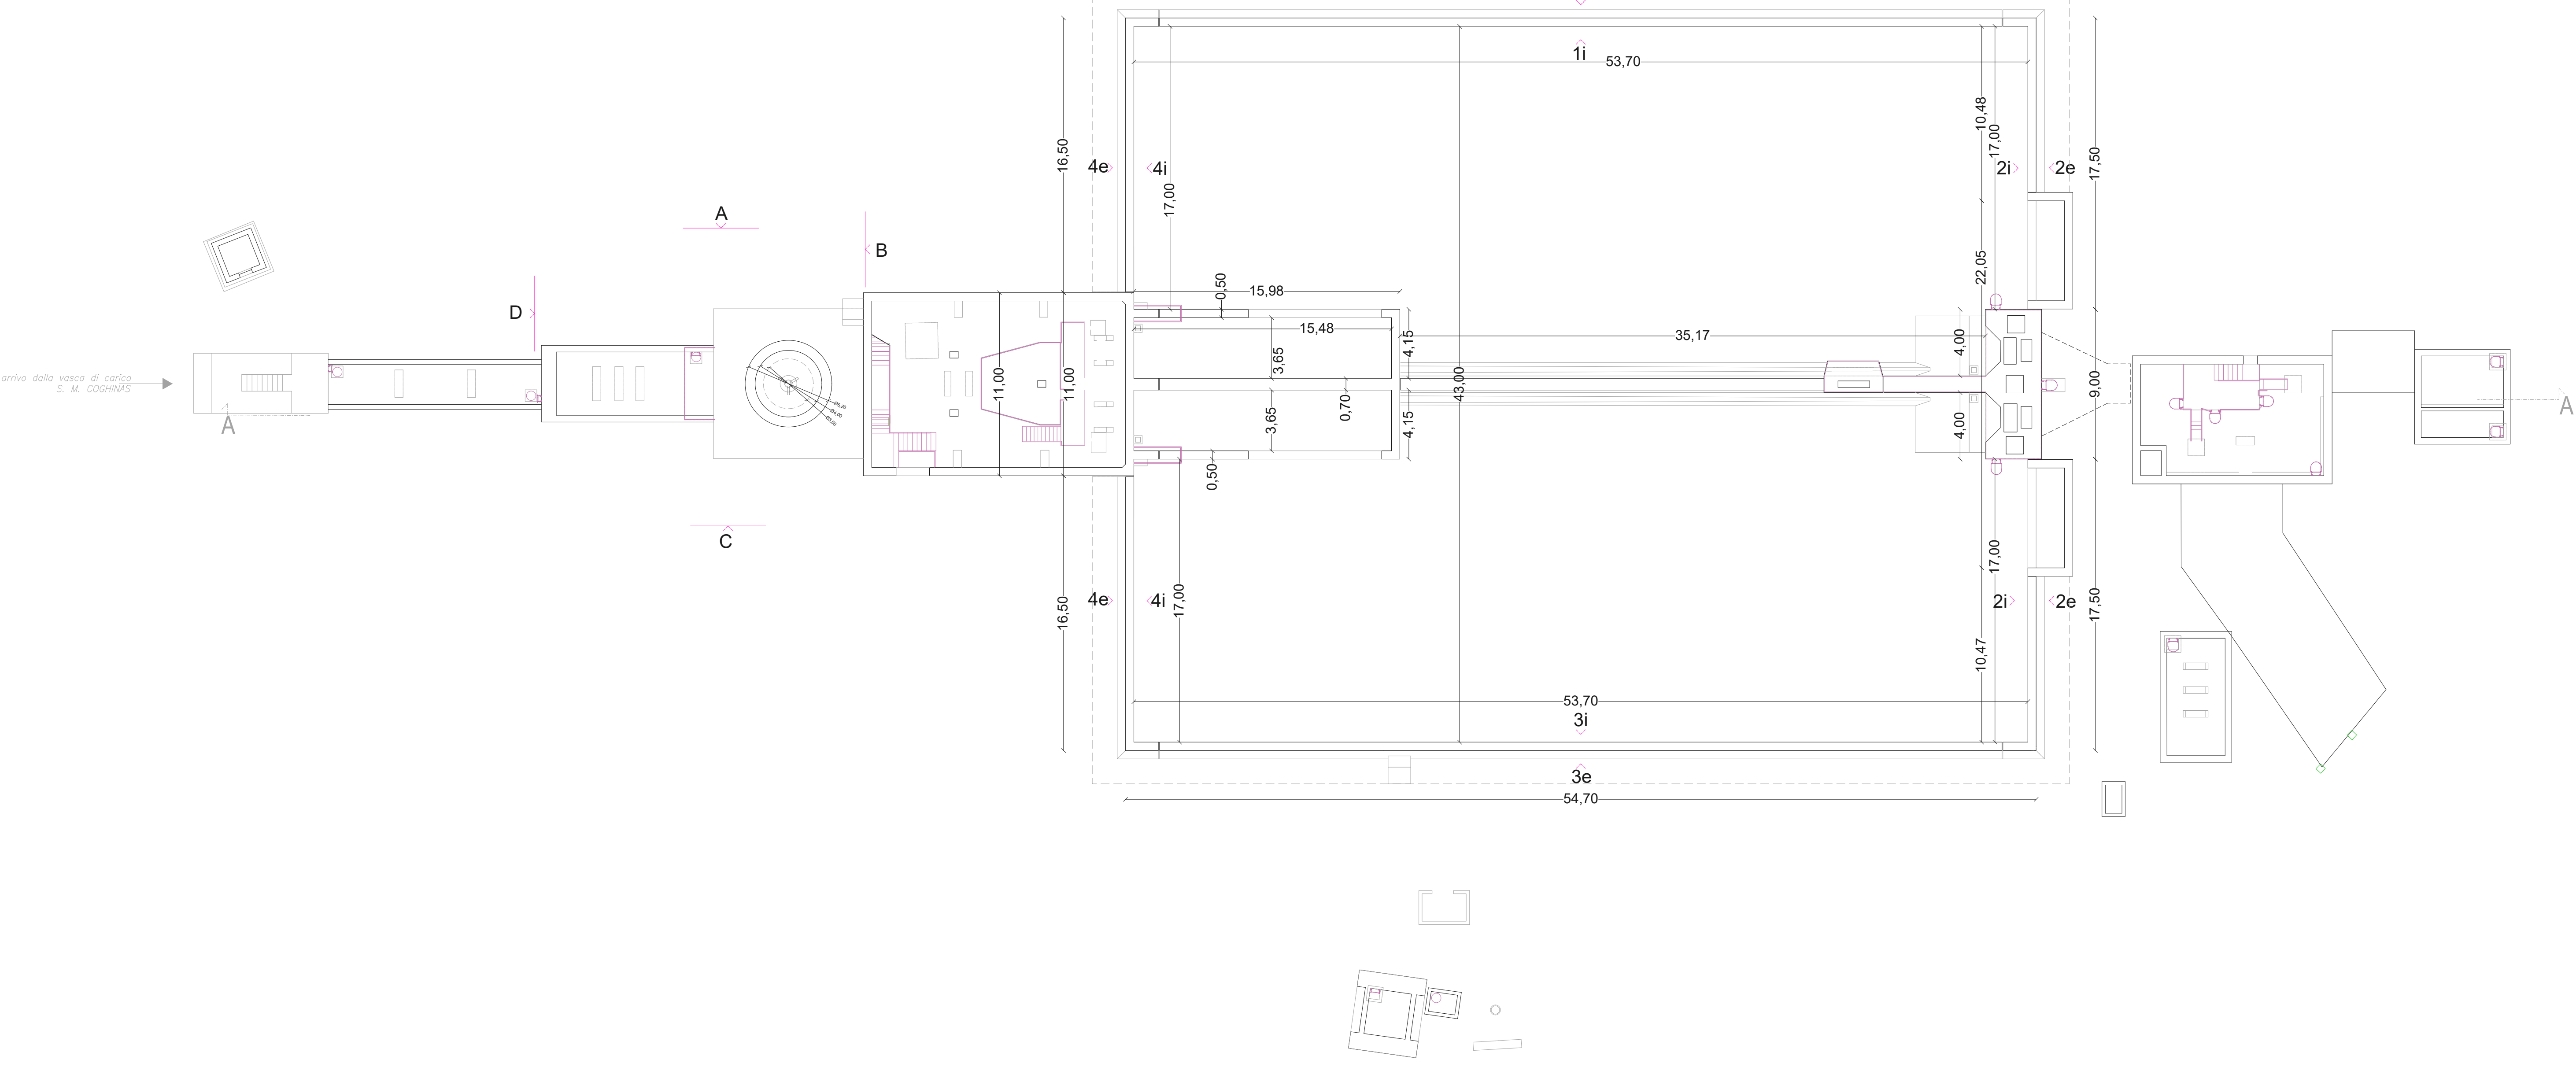 1i
53,70
10,48
17,00
16,50
4e
4i
17,00
2i
2e
17,50
A
B
D
22,05
0,50
15,98
15,48
35,17
4,15
4,00
3,65
arrivo dalla vasca di carico
S. M. COGHINAS
A
11,00
11,00
43,00
9,00
A
0,70
3,65
4,15
4,00
0,50
C
17,00
16,50
4e
4i
17,00
2i
2e
17,50
10,47
53,70
3i
3e
54,70